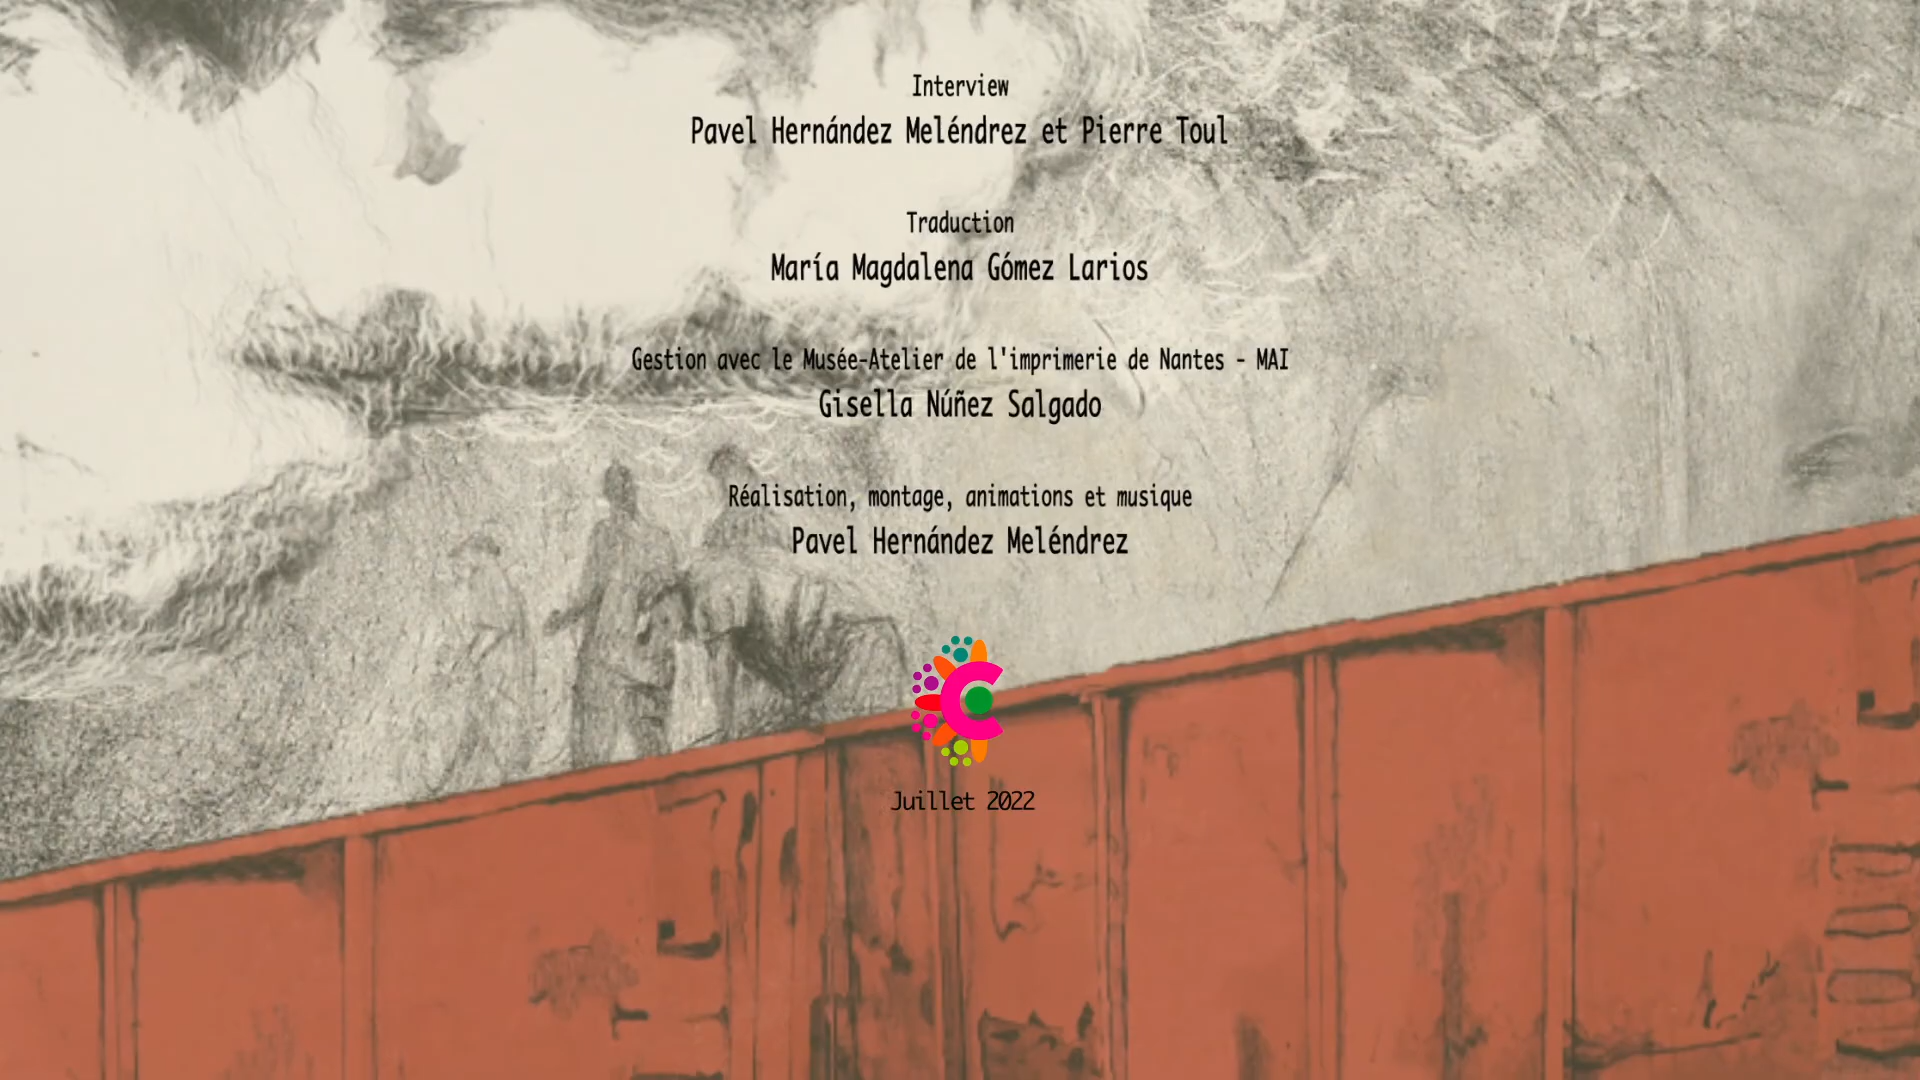 Interview
Pavel Hernández Meléndrez et Pierre Toul
Traduction
María Magdalena Gómez Larios
Gestion avec le Musée-Atelier de l'imprimerie de Nantes - MAI
Gisella Núñez Salgado
Réalisation, montage, animations et musique
Pavel Hernández Meléndrez
Juillet 2022